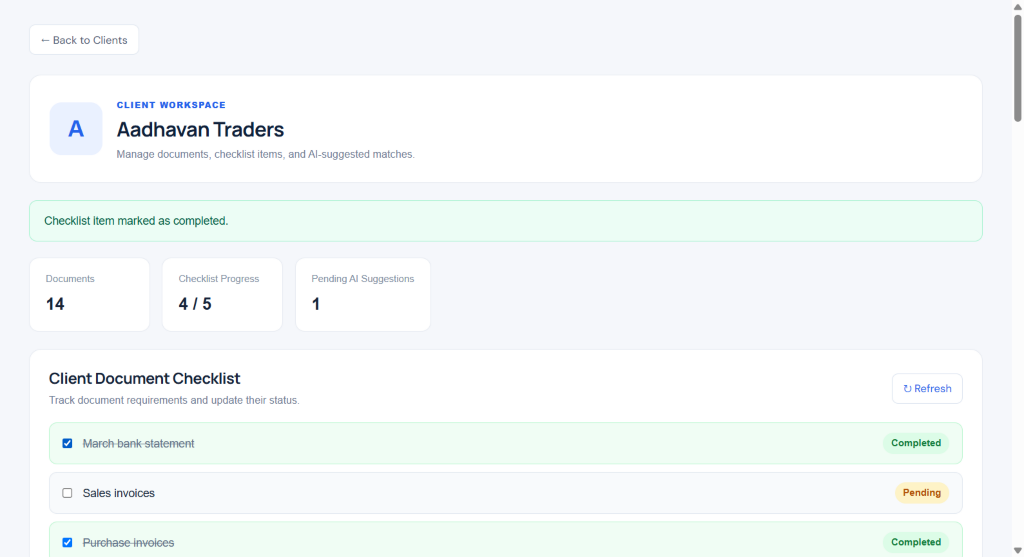 ← Back to Clients
A
CLIENT WORKSPACE
Aadhavan Traders
Manage documents, checklist items, and AI-suggested matches.
Checklist item marked as completed.
Documents
14
Checklist Progress
4 / 5
Pending AI Suggestions
1
Client Document Checklist
Track document requirements and update their status.
↻ Refresh
March bank statement
Completed
Sales invoices
Pending
Purchase invoices
Completed